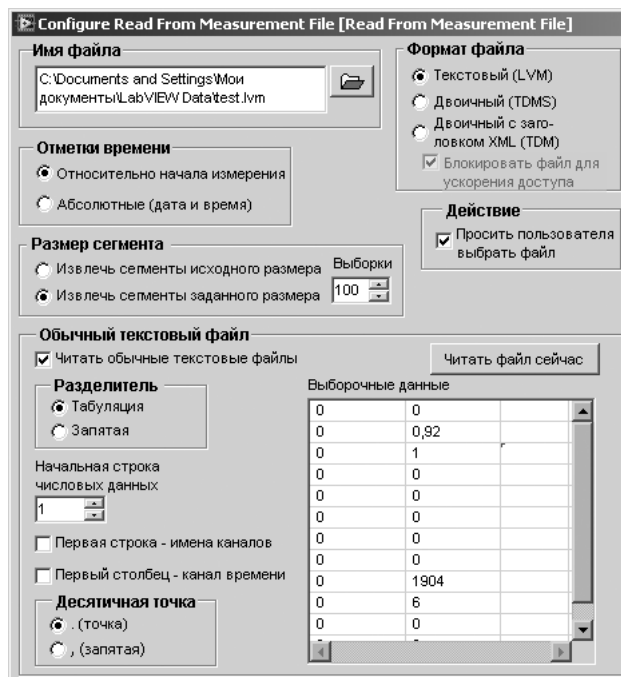 Configure Read From Measurement File [Read From Measurement File]
Имя файла
C:\Documents and Settings\Мои
документы\LabVIEW Data\test.lvm
Формат файла
Текстовый (LVM)
Двоичный (TDMS)
Двоичный с заго-
ловком XML (TDM)
Блокировать файл для
ускорения доступа
Отметки времени
Относительно начала измерения
Абсолютные (дата и время)
Действие
Просить пользователя
выбрать файл
Размер сегмента
Извлечь сегменты исходного размера
Извлечь сегменты заданного размера
Выборки
100
Обычный текстовый файл
Читать обычные текстовые файлы
Читать файл сейчас
Разделитель
Табуляция
Запятая
Начальная строка
числовых данных
1
Первая строка - имена каналов
Первый столбец - канал времени
Десятичная точка
. (точка)
, (запятая)
Выборочные данные
0 0
0 0,92
0 1
0 0
0 0
0 0
0 0
0 0
0 1904
0 6
0 0